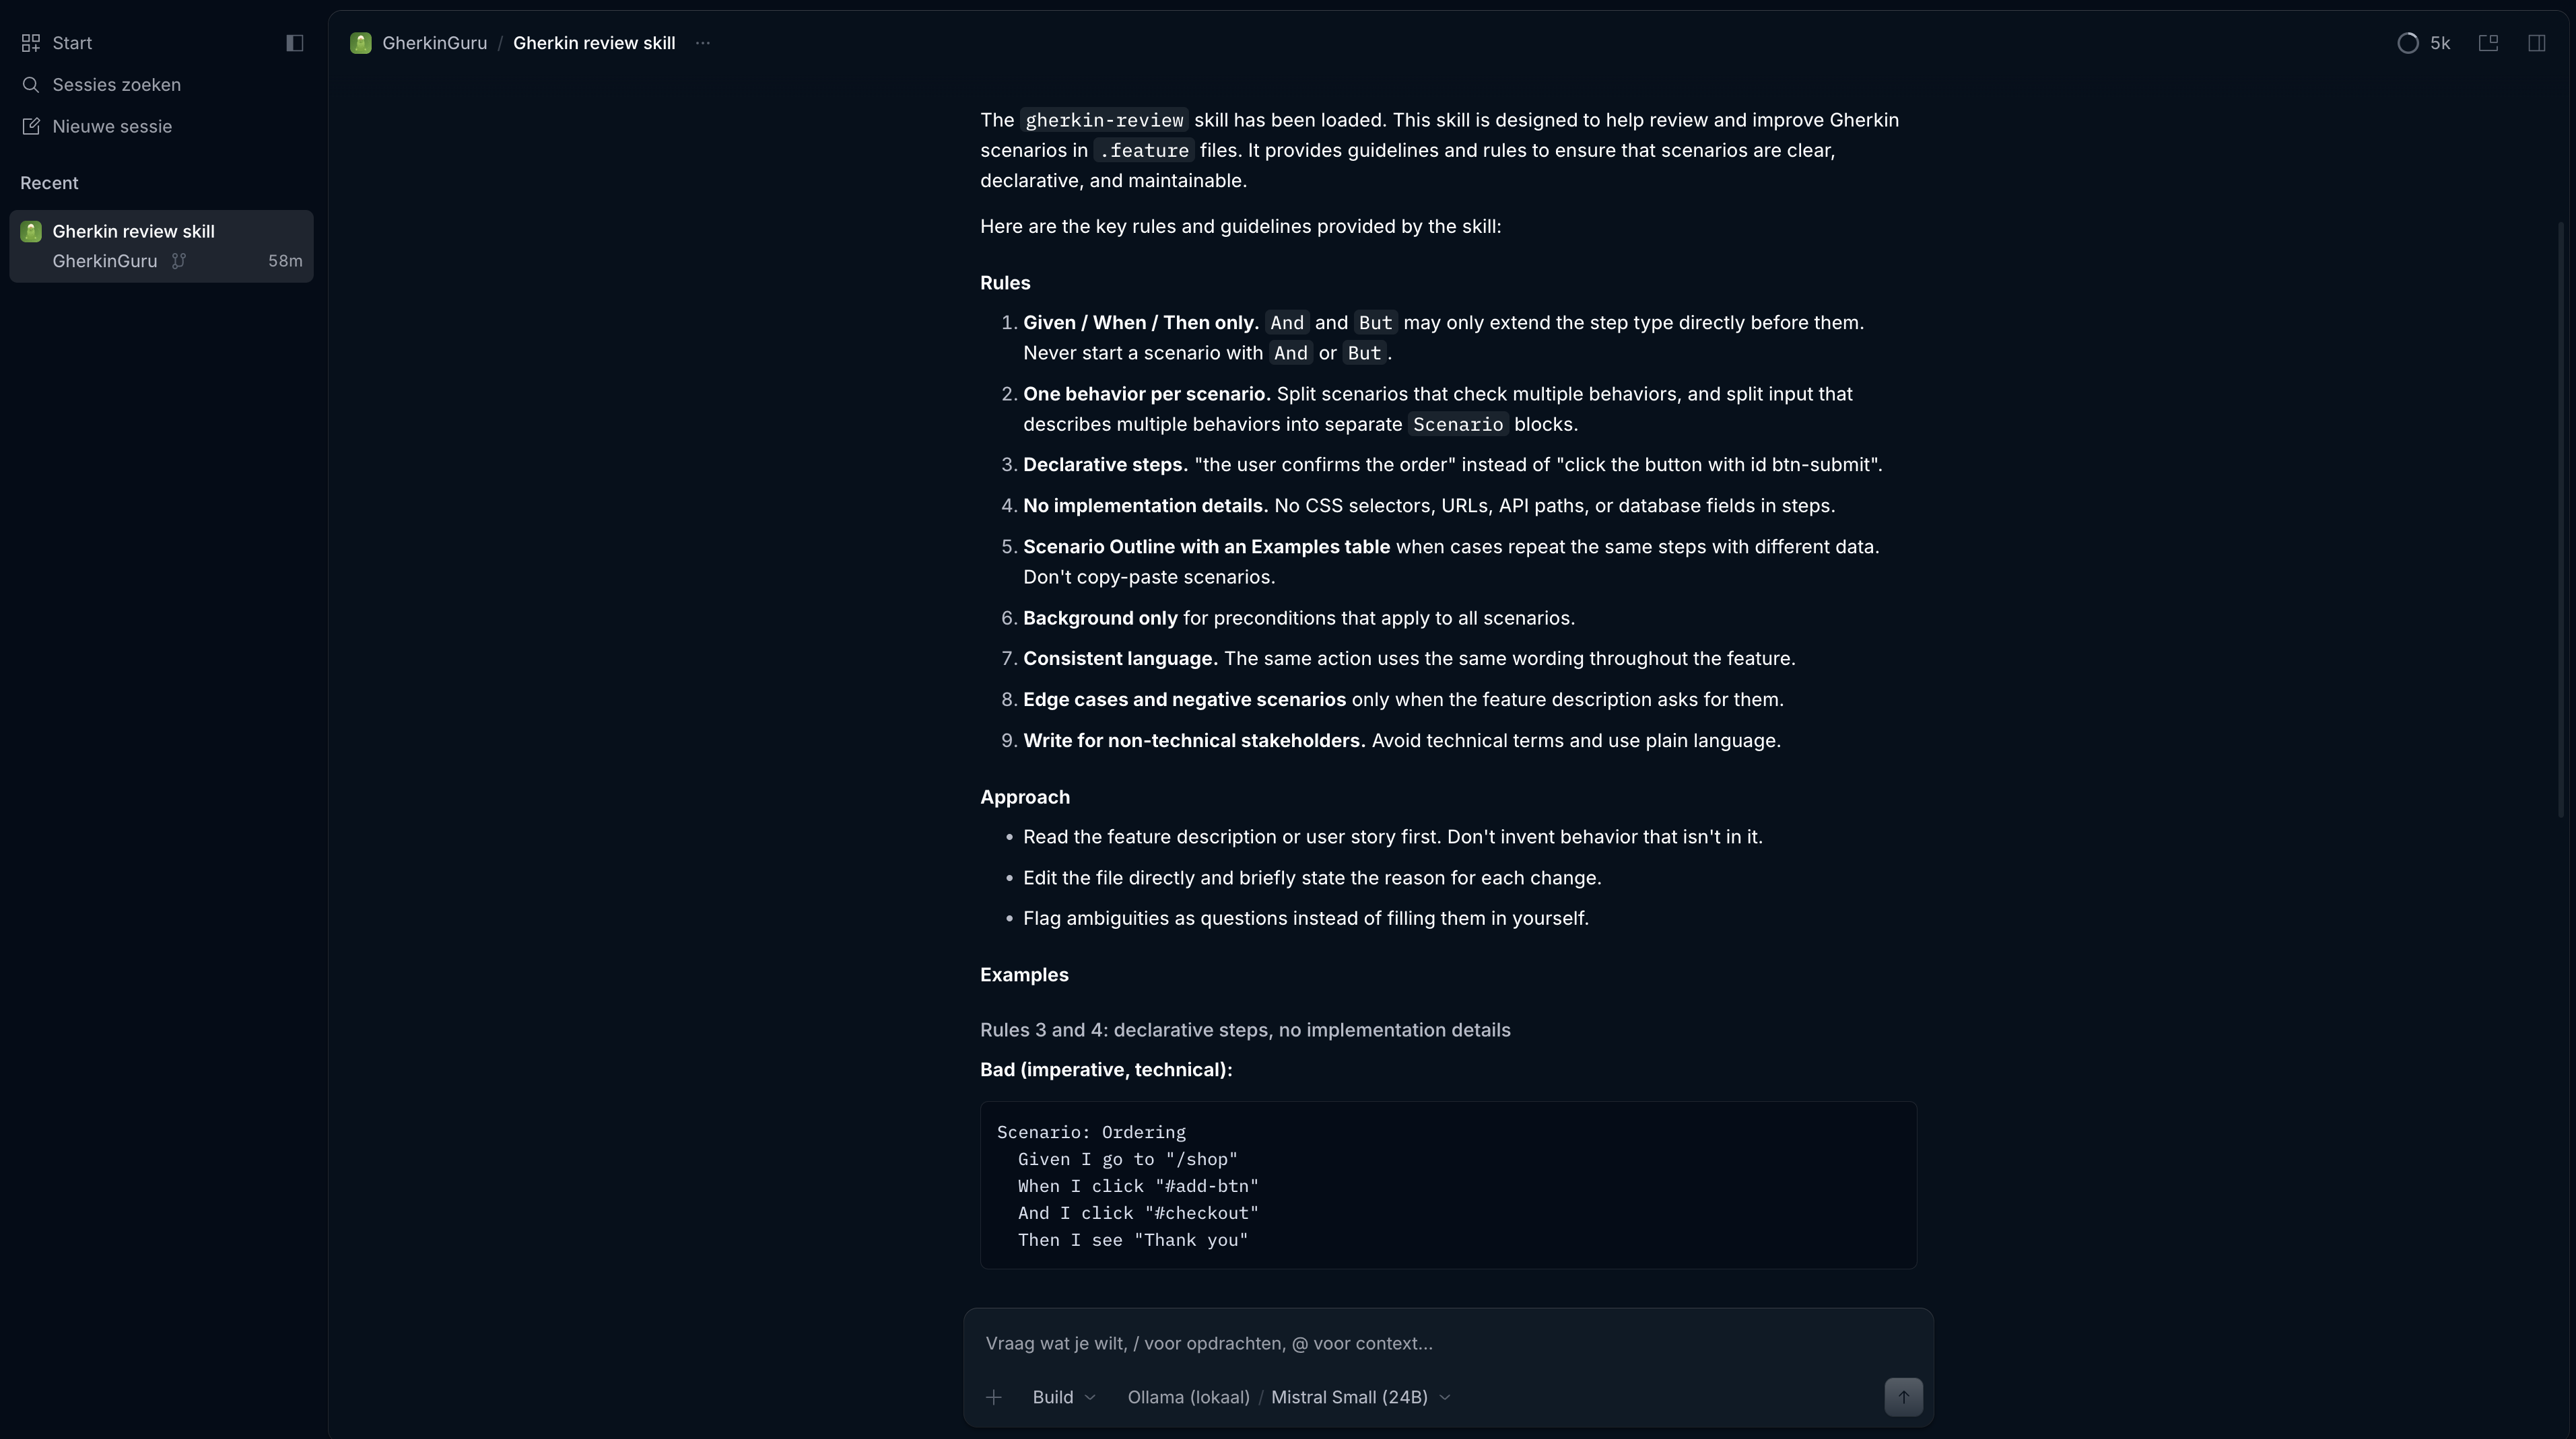 Start
Sessies zoeken
Nieuwe sessie
Recent
Gherkin review skill
GherkinGuru
58m
GherkinGuru / Gherkin review skill ···
5k
The gherkin-review skill has been loaded. This skill is designed to help review and improve Gherkin
scenarios in .feature files. It provides guidelines and rules to ensure that scenarios are clear,
declarative, and maintainable.
Here are the key rules and guidelines provided by the skill:
Rules
1. Given / When / Then only. And and But may only extend the step type directly before them.
Never start a scenario with And or But.
2. One behavior per scenario. Split scenarios that check multiple behaviors, and split input that
describes multiple behaviors into separate Scenario blocks.
3. Declarative steps. "the user confirms the order" instead of "click the button with id btn-submit".
4. No implementation details. No CSS selectors, URLs, API paths, or database fields in steps.
5. Scenario Outline with an Examples table when cases repeat the same steps with different data.
Don't copy-paste scenarios.
6. Background only for preconditions that apply to all scenarios.
7. Consistent language. The same action uses the same wording throughout the feature.
8. Edge cases and negative scenarios only when the feature description asks for them.
9. Write for non-technical stakeholders. Avoid technical terms and use plain language.
Approach
• Read the feature description or user story first. Don't invent behavior that isn't in it.
• Edit the file directly and briefly state the reason for each change.
• Flag ambiguities as questions instead of filling them in yourself.
Examples
Rules 3 and 4: declarative steps, no implementation details
Bad (imperative, technical):
Scenario: Ordering
  Given I go to "/shop"
  When I click "#add-btn"
  And I click "#checkout"
  Then I see "Thank you"
Vraag wat je wilt, / voor opdrachten, @ voor context...
Build
Ollama (lokaal) / Mistral Small (24B)